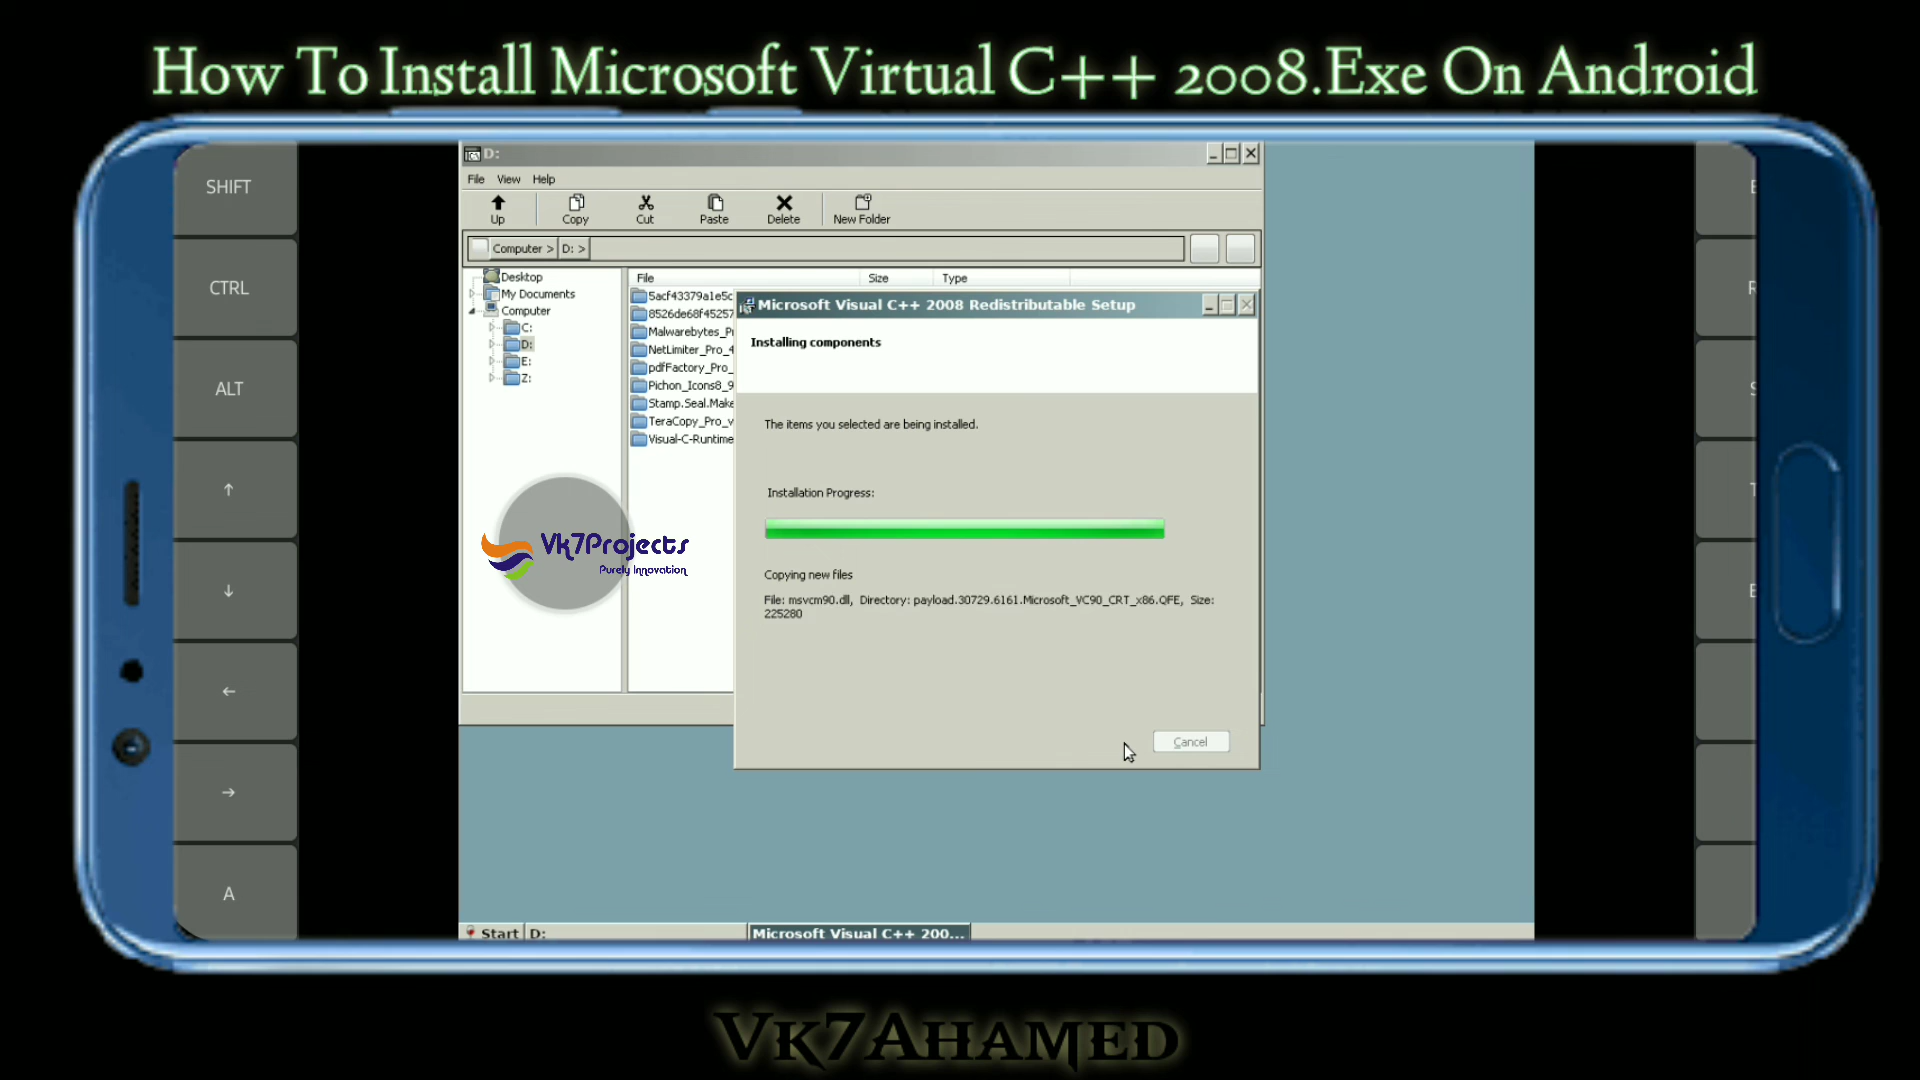 How To Install Microsoft Virtual C++ 2008.Exe On Android
SHIFT
CTRL
ALT
↑
↓
←
→
A
D:
File View Help
Up Copy Cut Paste Delete New Folder
Computer > D: >
Desktop
My Documents
Computer
C:
D:
E:
Z:
File Size Type
5acf43379a1e5c
8526de68f45257
Malwarebytes_Pr
NetLimiter_Pro_4
pdfFactory_Pro_
Pichon_Icons8_9
Stamp.Seal.Make
TeraCopy_Pro_v
Visual-C-Runtime
Microsoft Visual C++ 2008 Redistributable Setup
Installing components
The items you selected are being installed.
Installation Progress:
Copying new files
File: msvcm90.dll, Directory: payload.30729.6161.Microsoft_VC90_CRT_x86.QFE, Size:
225280
Cancel
Vk7Projects
Purely Innovation
Start D: Microsoft Visual C++ 200...
Vk7Ahamed